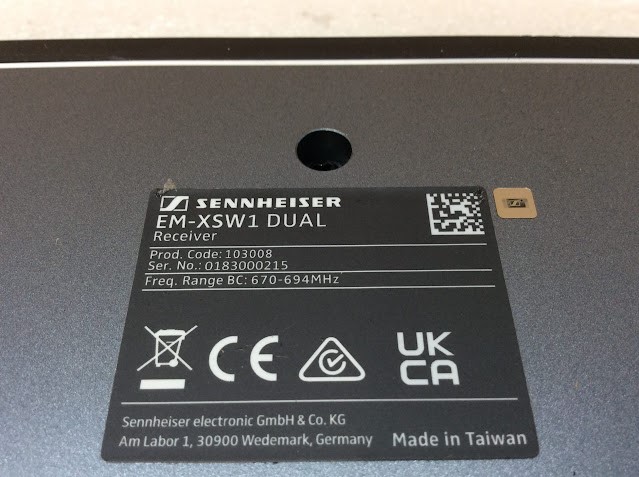 SENNHEISER
EM-XSW1 DUAL
Receiver
Prod. Code: 103008
Ser. No.: 0183000215
Freq. Range BC: 670-694MHz
CE
UK
CA
Sennheiser electronic GmbH & Co. KG
Am Labor 1, 30900 Wedemark, Germany
Made in Taiwan